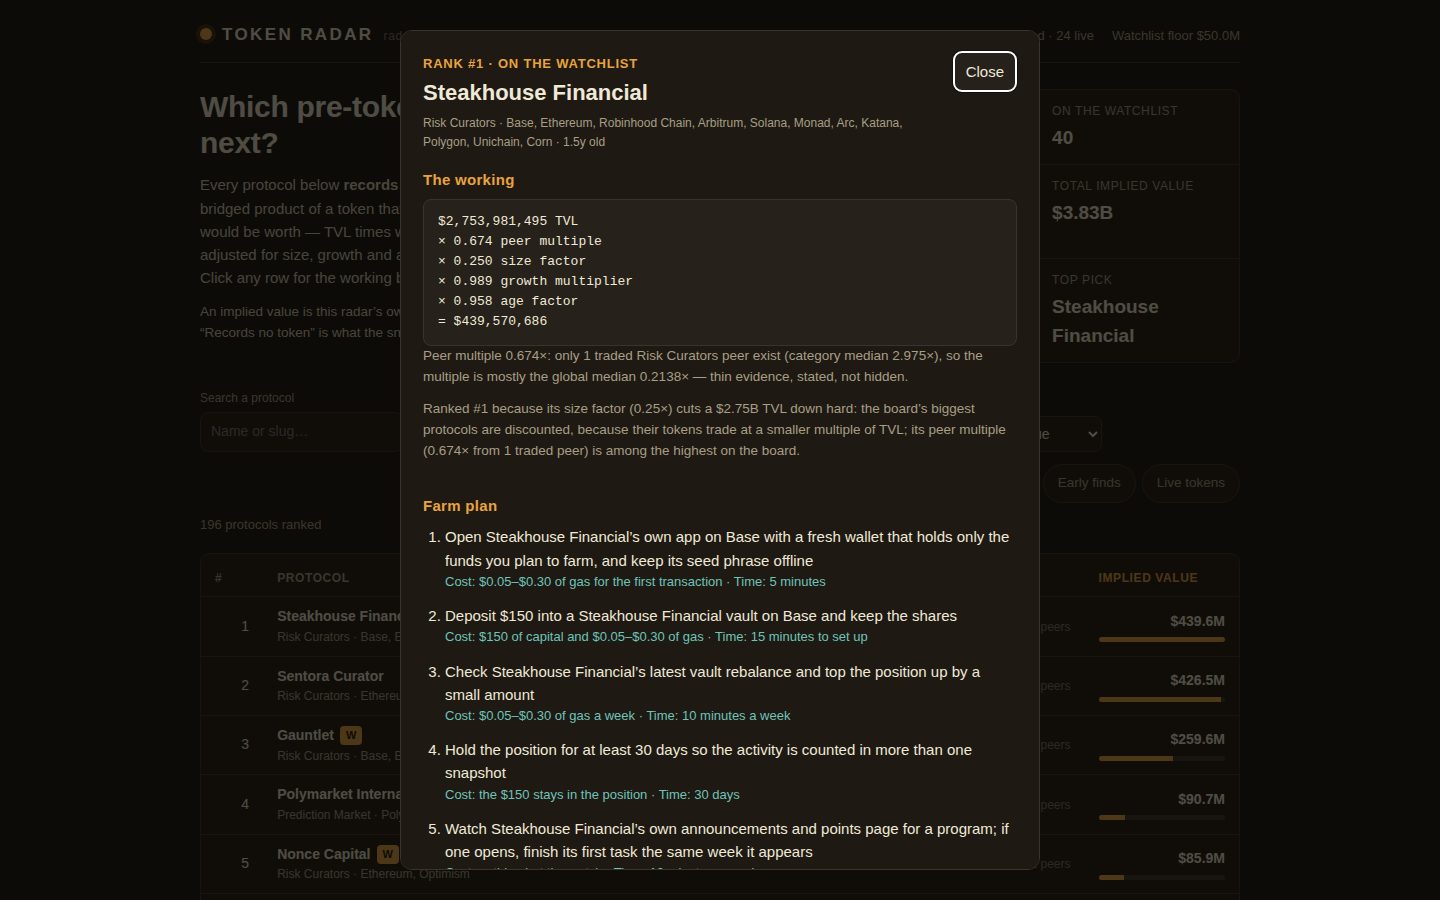 TOKEN RADAR
d · 24 live
Watchlist floor $50.0M
Which pre-toke
next?
Every protocol below records
bridged product of a token tha
would be worth — TVL times w
adjusted for size, growth and a
Click any row for the working b
An implied value is this radar’s ow
“Records no token” is what the sn
ON THE WATCHLIST
40
TOTAL IMPLIED VALUE
$3.83B
TOP PICK
Steakhouse
Financial
Search a protocol
Name or slug…
Early finds
Live tokens
196 protocols ranked
RANK #1 · ON THE WATCHLIST
Close
Steakhouse Financial
Risk Curators · Base, Ethereum, Robinhood Chain, Arbitrum, Solana, Monad, Arc, Katana,
Polygon, Unichain, Corn · 1.5y old
The working
$2,753,981,495 TVL
× 0.674 peer multiple
× 0.250 size factor
× 0.989 growth multiplier
× 0.958 age factor
= $439,570,686
Peer multiple 0.674×: only 1 traded Risk Curators peer exist (category median 2.975×), so the
multiple is mostly the global median 0.2138× — thin evidence, stated, not hidden.
Ranked #1 because its size factor (0.25×) cuts a $2.75B TVL down hard: the board’s biggest
protocols are discounted, because their tokens trade at a smaller multiple of TVL; its peer multiple
(0.674× from 1 traded peer) is among the highest on the board.
Farm plan
1. Open Steakhouse Financial’s own app on Base with a fresh wallet that holds only the
funds you plan to farm, and keep its seed phrase offline
Cost: $0.05–$0.30 of gas for the first transaction · Time: 5 minutes
2. Deposit $150 into a Steakhouse Financial vault on Base and keep the shares
Cost: $150 of capital and $0.05–$0.30 of gas · Time: 15 minutes to set up
3. Check Steakhouse Financial’s latest vault rebalance and top the position up by a
small amount
Cost: $0.05–$0.30 of gas a week · Time: 10 minutes a week
4. Hold the position for at least 30 days so the activity is counted in more than one
snapshot
Cost: the $150 stays in the position · Time: 30 days
5. Watch Steakhouse Financial’s own announcements and points page for a program; if
one opens, finish its first task the same week it appears
# PROTOCOL IMPLIED VALUE
1 Steakhouse Financ $439.6M
Risk Curators · Base, E peers
2 Sentora Curator $426.5M
Risk Curators · Ethereu peers
3 Gauntlet W $259.6M
Risk Curators · Base, E peers
4 Polymarket Interna $90.7M
Prediction Market · Poly peers
5 Nonce Capital W $85.9M
Risk Curators · Ethereum, Optimism peers